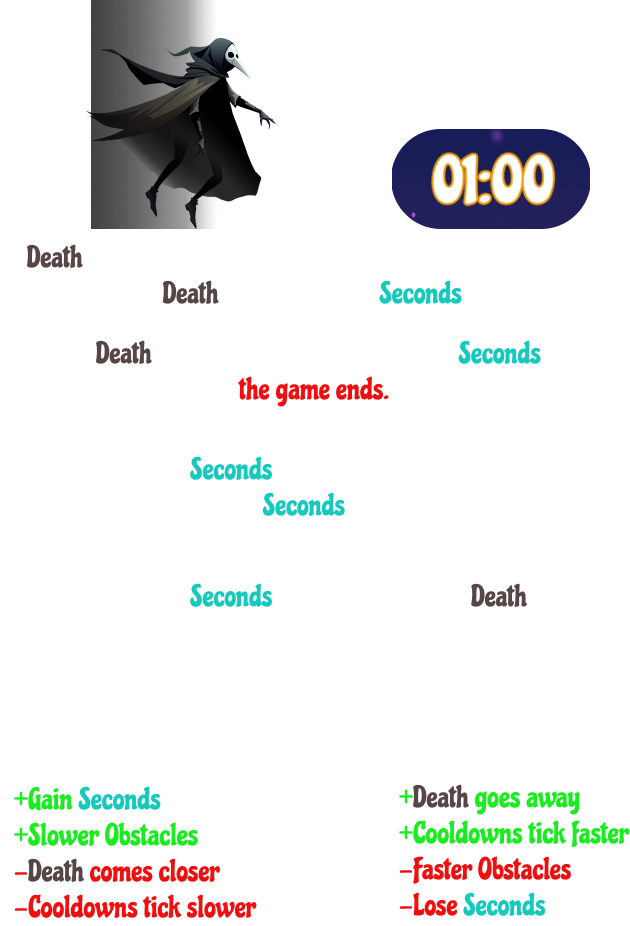 01:00
Death
Death Seconds
Death Seconds
the game ends.
Seconds
Seconds
Seconds Death
+Gain Seconds
+Slower Obstacles
-Death comes closer
-Cooldowns tick slower
+Death goes away
+Cooldowns tick faster
-Faster Obstacles
-Lose Seconds